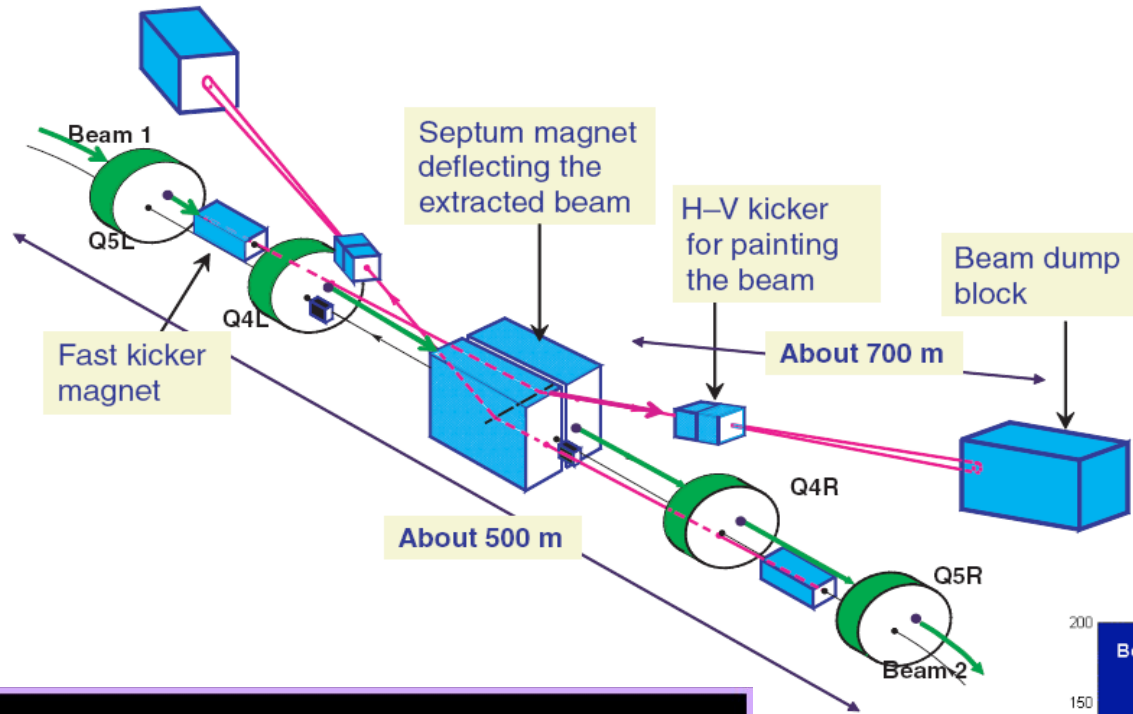 Beam 1
Q5L
Fast kicker
magnet
Q4L
Septum magnet
deflecting the
extracted beam
H–V kicker
for painting
the beam
Beam dump
block
About 700 m
About 500 m
Q4R
Q5R
Beam 2
200
150